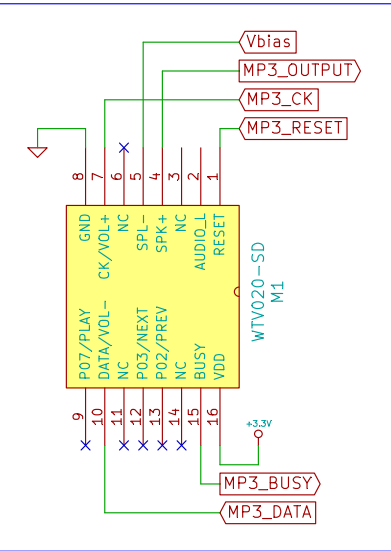 Vbias
MP3_OUTPUT
MP3_CK
MP3_RESET
8
7
6
5
4
3
2
1
GND
CK/VOL+
NC
SPL-
SPK+
NC
AUDIO_L
RESET
WTV020-SD
M1
P07/PLAY
DATA/VOL-
NC
P03/NEXT
P02/PREV
NC
BUSY
VDD
9
10
11
12
13
14
15
16
+3.3V
MP3_BUSY
MP3_DATA